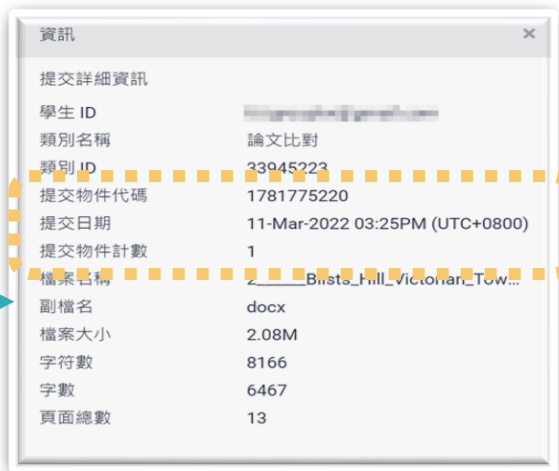 資訊 ×
提交詳細資訊
學生 ID
類別名稱 論文比對
類別 ID 33945223
提交物件代碼 1781775220
提交日期 11-Mar-2022 03:25PM (UTC+0800)
提交物件計數 1
檔案名稱 2______Blists_Hill_Victorian_Tow...
副檔名 docx
檔案大小 2.08M
字符數 8166
字數 6467
頁面總數 13